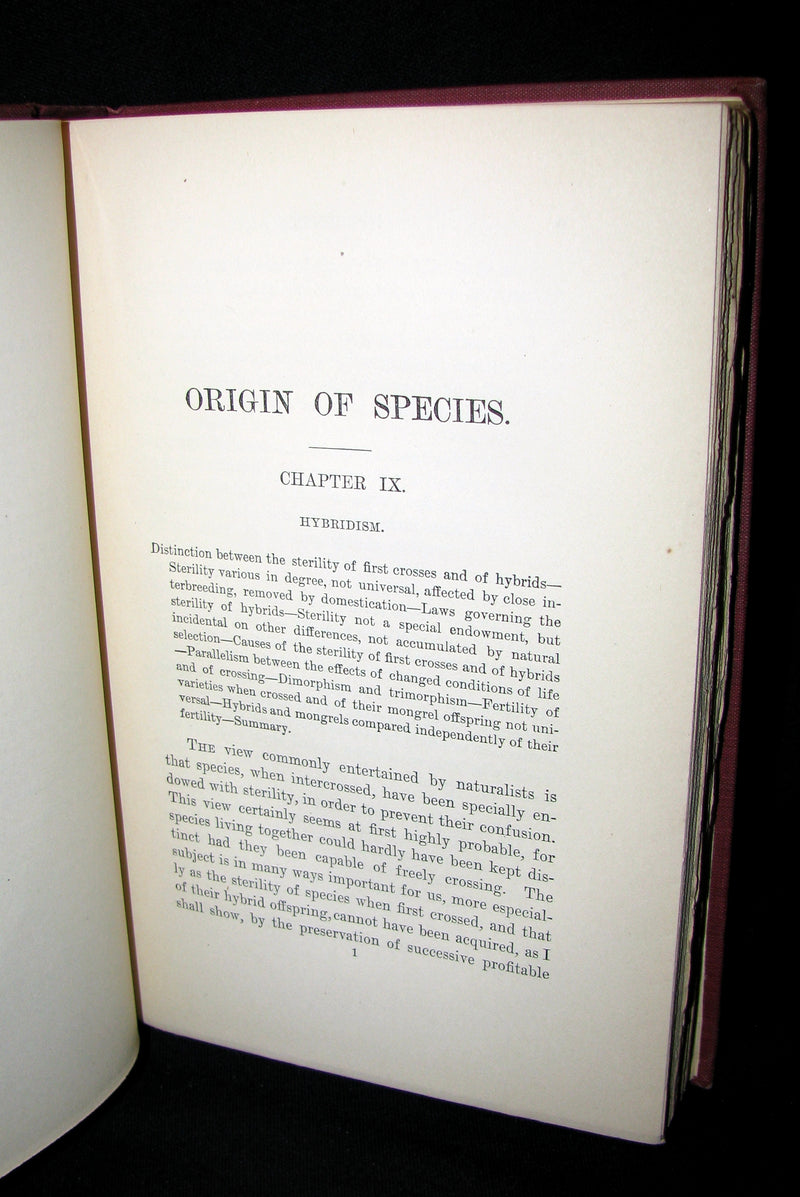 ORIGIN OF SPECIES.
CHAPTER IX.
HYBRIDISM.
Distinction between the sterility of first crosses and of hybrids—
Sterility various in degree, not universal, affected by close in-
terbreeding, removed by domestication—Laws governing the
sterility of hybrids—Sterility not a special endowment, but
incidental on other differences, not accumulated by natural
selection—Causes of the sterility of first crosses and of hybrids
—Parallelism between the effects of changed conditions of life
and of crossing—Dimorphism and trimorphism—Fertility of
varieties when crossed and of their mongrel offspring not uni-
versal—Hybrids and mongrels compared independently of their
fertility—Summary.
THE view commonly entertained by naturalists is
that species, when intercrossed, have been specially en-
dowed with sterility, in order to prevent their confusion.
This view certainly seems at first highly probable, for
species living together could hardly have been kept dis-
tinct had they been capable of freely crossing. The
subject is in many ways important for us, more especial-
ly as the sterility of species when first crossed, and that
of their hybrid offspring, cannot have been acquired, as I
shall show, by the preservation of successive profitable
1